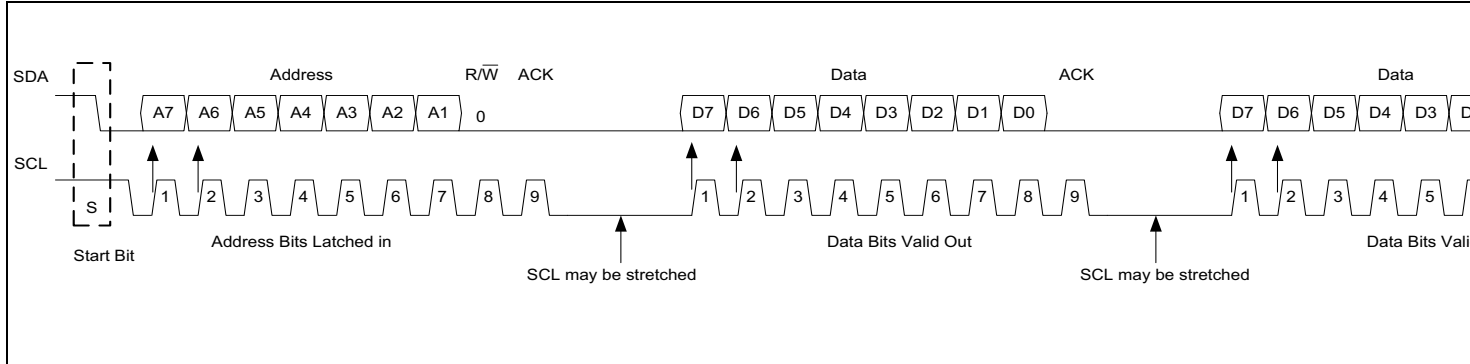 Address R/W ACK Data ACK Data
SDA
A7 A6 A5 A4 A3 A2 A1 0 D7 D6 D5 D4 D3 D2 D1 D0 D7 D6 D5 D4 D3
SCL
S 1 2 3 4 5 6 7 8 9 1 2 3 4 5 6 7 8 9 1 2 3 4 5
Start Bit
Address Bits Latched in Data Bits Valid Out Data Bits Vali
SCL may be stretched SCL may be stretched